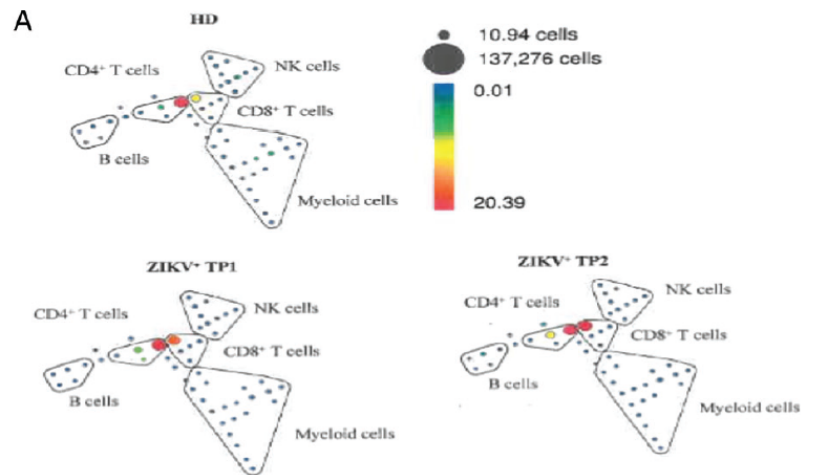 A
HD
CD4⁺ T cells
NK cells
CD8⁺ T cells
B cells
Myeloid cells
10.94 cells
137,276 cells
0.01
20.39
ZIKV⁺ TP1
CD4⁺ T cells
NK cells
CD8⁺ T cells
B cells
Myeloid cells
ZIKV⁺ TP2
CD4⁺ T cells
NK cells
CD8⁺ T cells
B cells
Myeloid cells